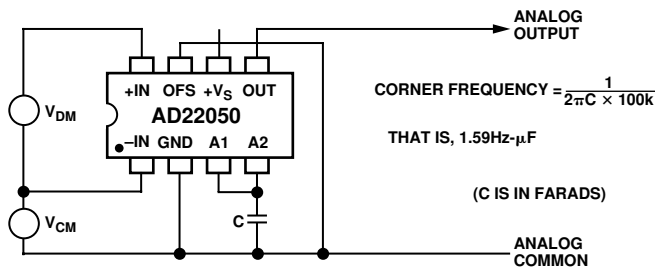 ANALOG
OUTPUT
+IN OFS +VS OUT
AD22050
–IN GND A1 A2
VDM
VCM
C
CORNER FREQUENCY = 1
2πC × 100k
THAT IS, 1.59Hz-μF
(C IS IN FARADS)
ANALOG
COMMON